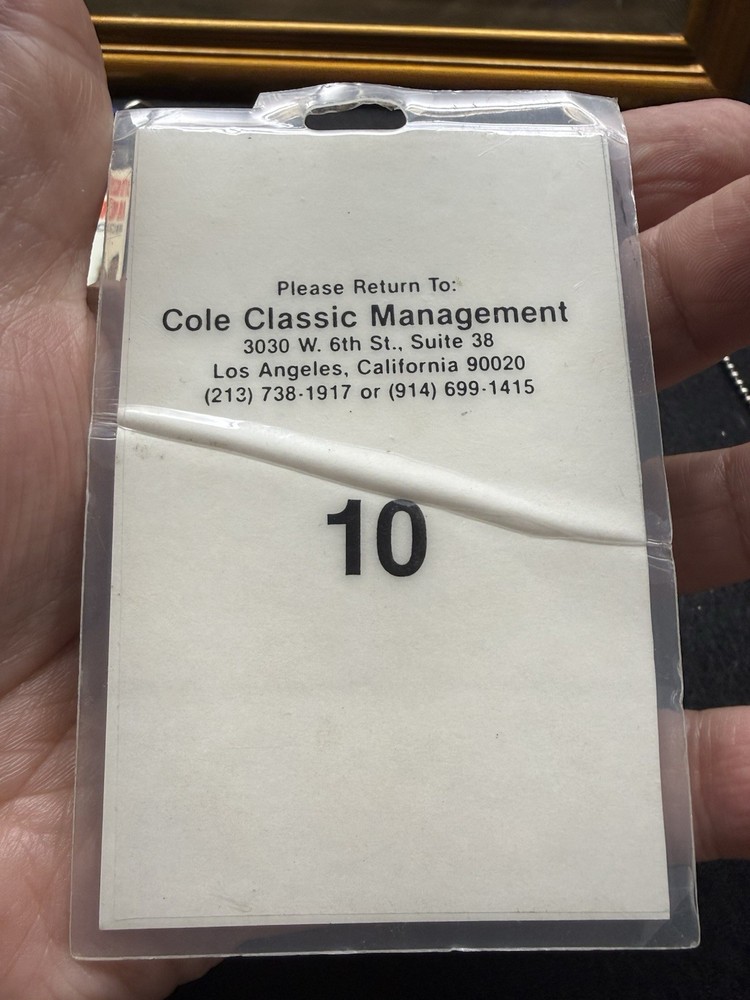 Please Return To:
Cole Classic Management
3030 W. 6th St., Suite 38
Los Angeles, California 90020
(213) 738-1917 or (914) 699-1415
10